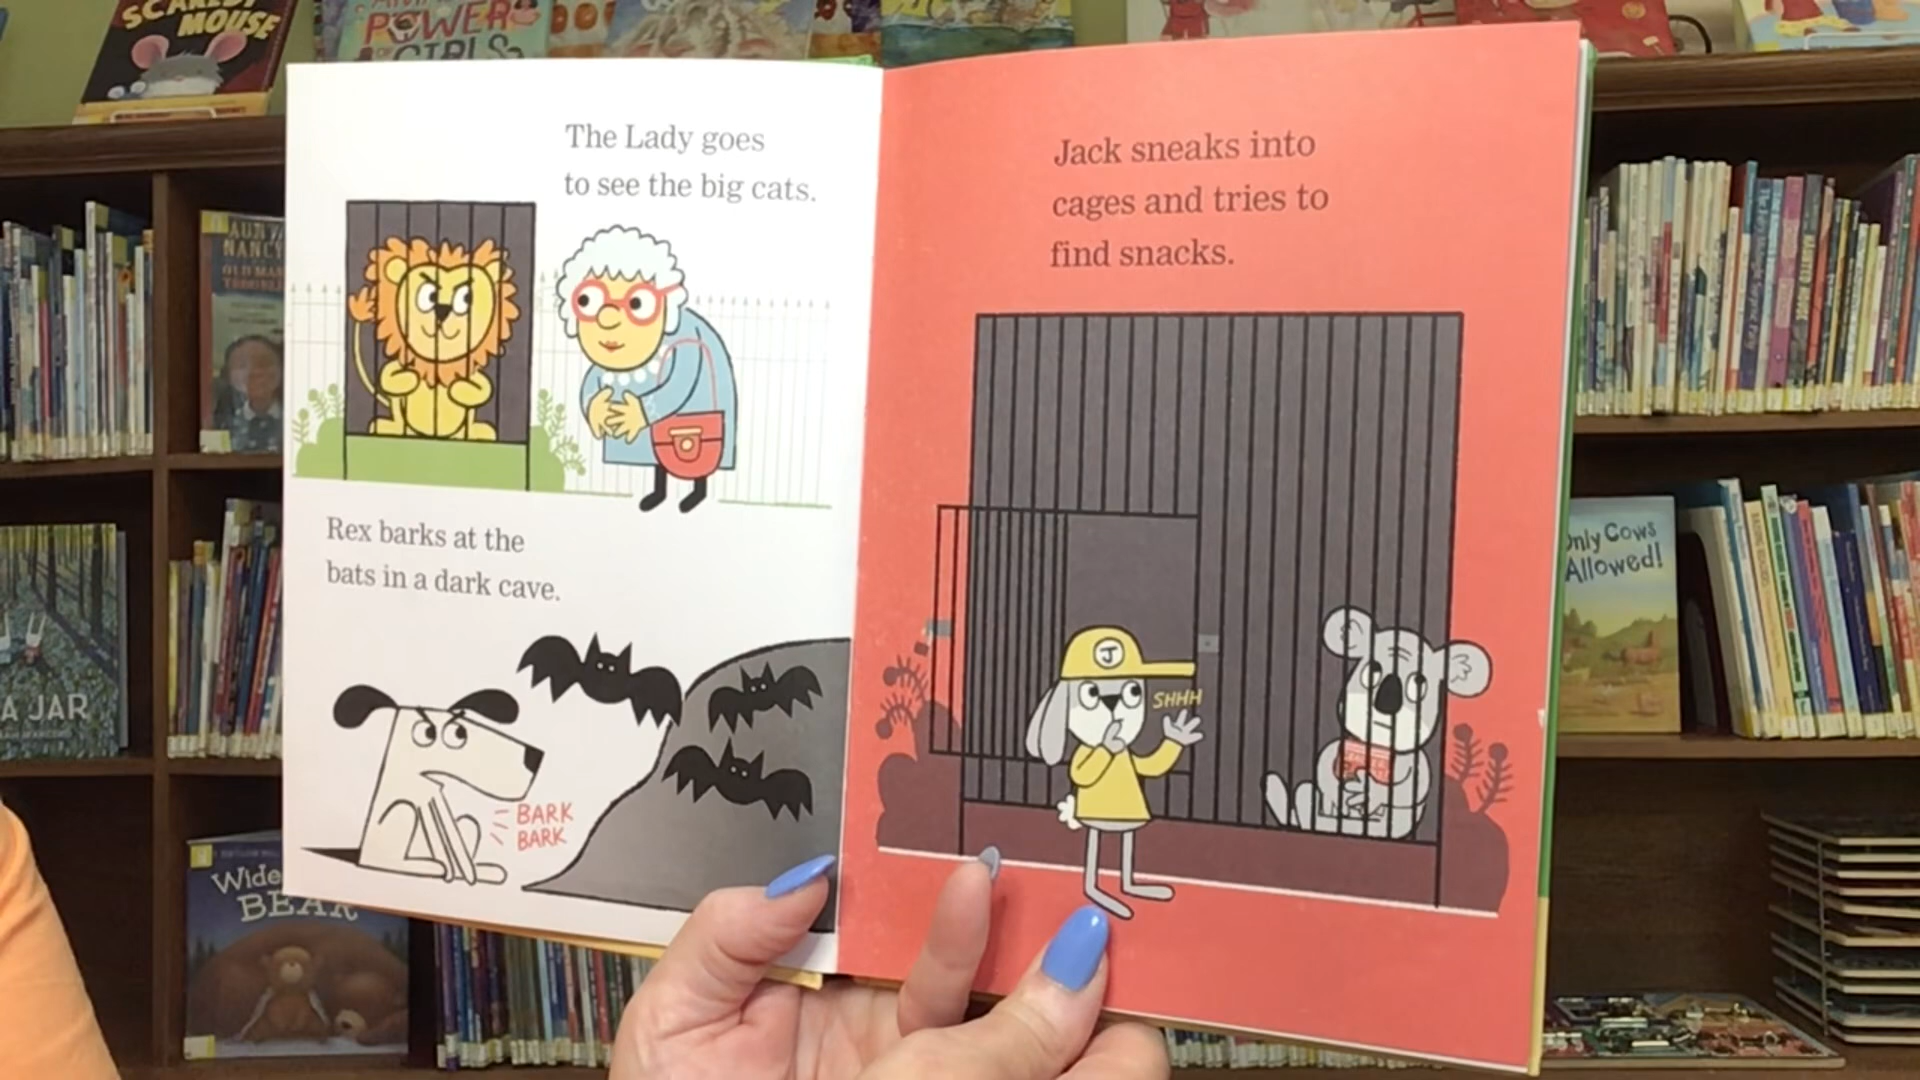 SCAREDY
MOUSE
POWER
GIRLS
The Lady goes
to see the big cats.
Rex barks at the
bats in a dark cave.
BARK
BARK
Jack sneaks into
cages and tries to
find snacks.
J
SHHH
NANCY
A JAR
BEAR
Only Cows
Allowed!